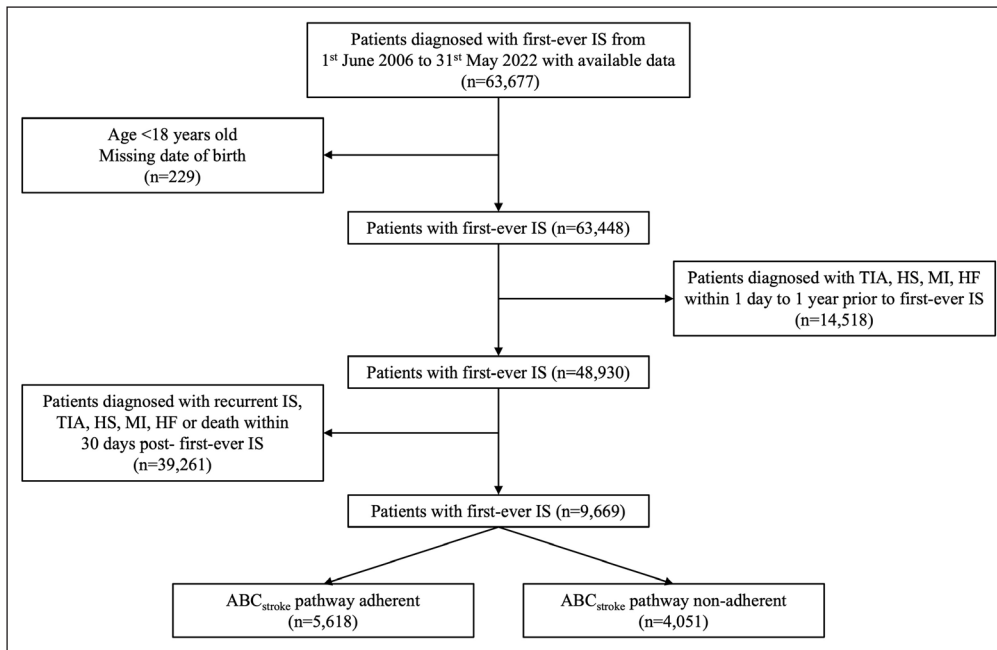 Patients diagnosed with first-ever IS from
1st June 2006 to 31st May 2022 with available data
(n=63,677)
Age <18 years old
Missing date of birth
(n=229)
Patients with first-ever IS (n=63,448)
Patients diagnosed with TIA, HS, MI, HF
within 1 day to 1 year prior to first-ever IS
(n=14,518)
Patients with first-ever IS (n=48,930)
Patients diagnosed with recurrent IS,
TIA, HS, MI, HF or death within
30 days post- first-ever IS
(n=39,261)
Patients with first-ever IS (n=9,669)
ABCstroke pathway adherent
(n=5,618)
ABCstroke pathway non-adherent
(n=4,051)